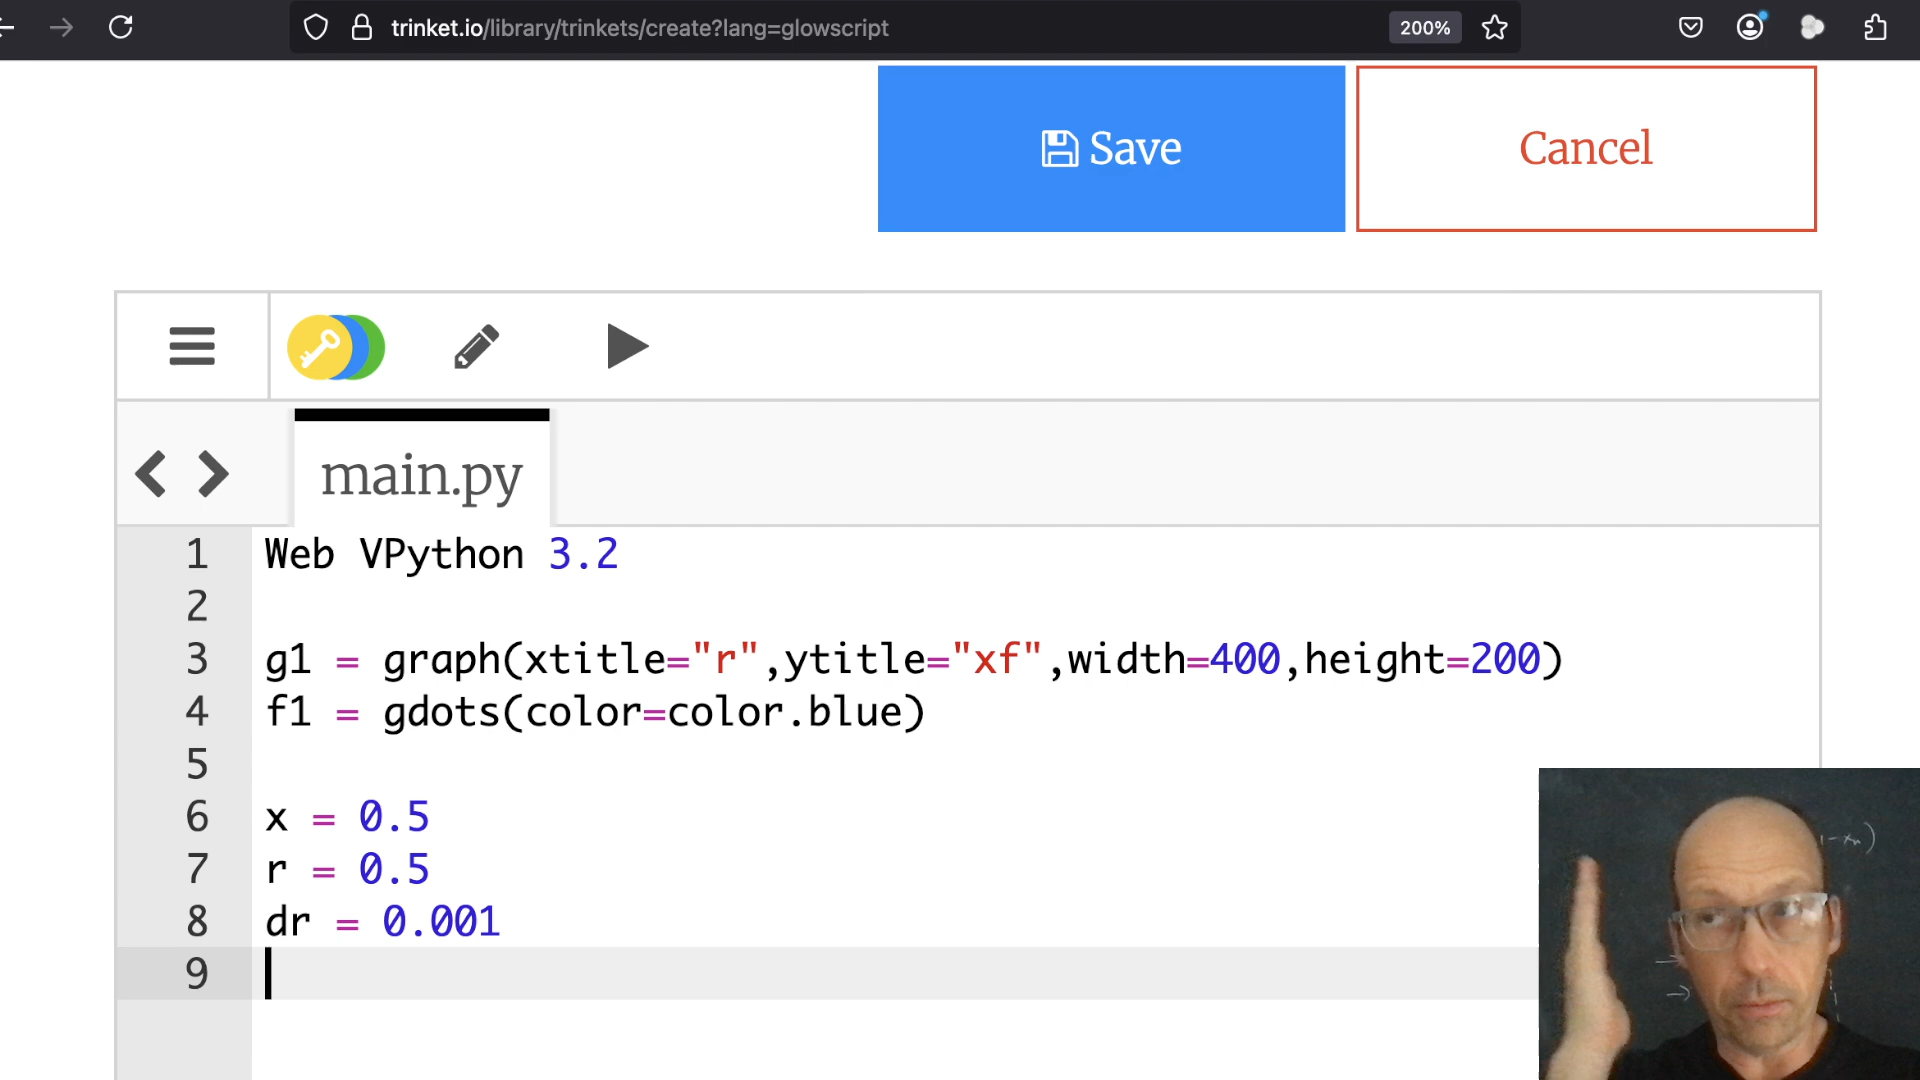 trinket.io/library/trinkets/create?lang=glowscript
200%
Save
Cancel
main.py
1 Web VPython 3.2
2
3 g1 = graph(xtitle="r",ytitle="xf",width=400,height=200)
4 f1 = gdots(color=color.blue)
5
6 x = 0.5
7 r = 0.5
8 dr = 0.001
9